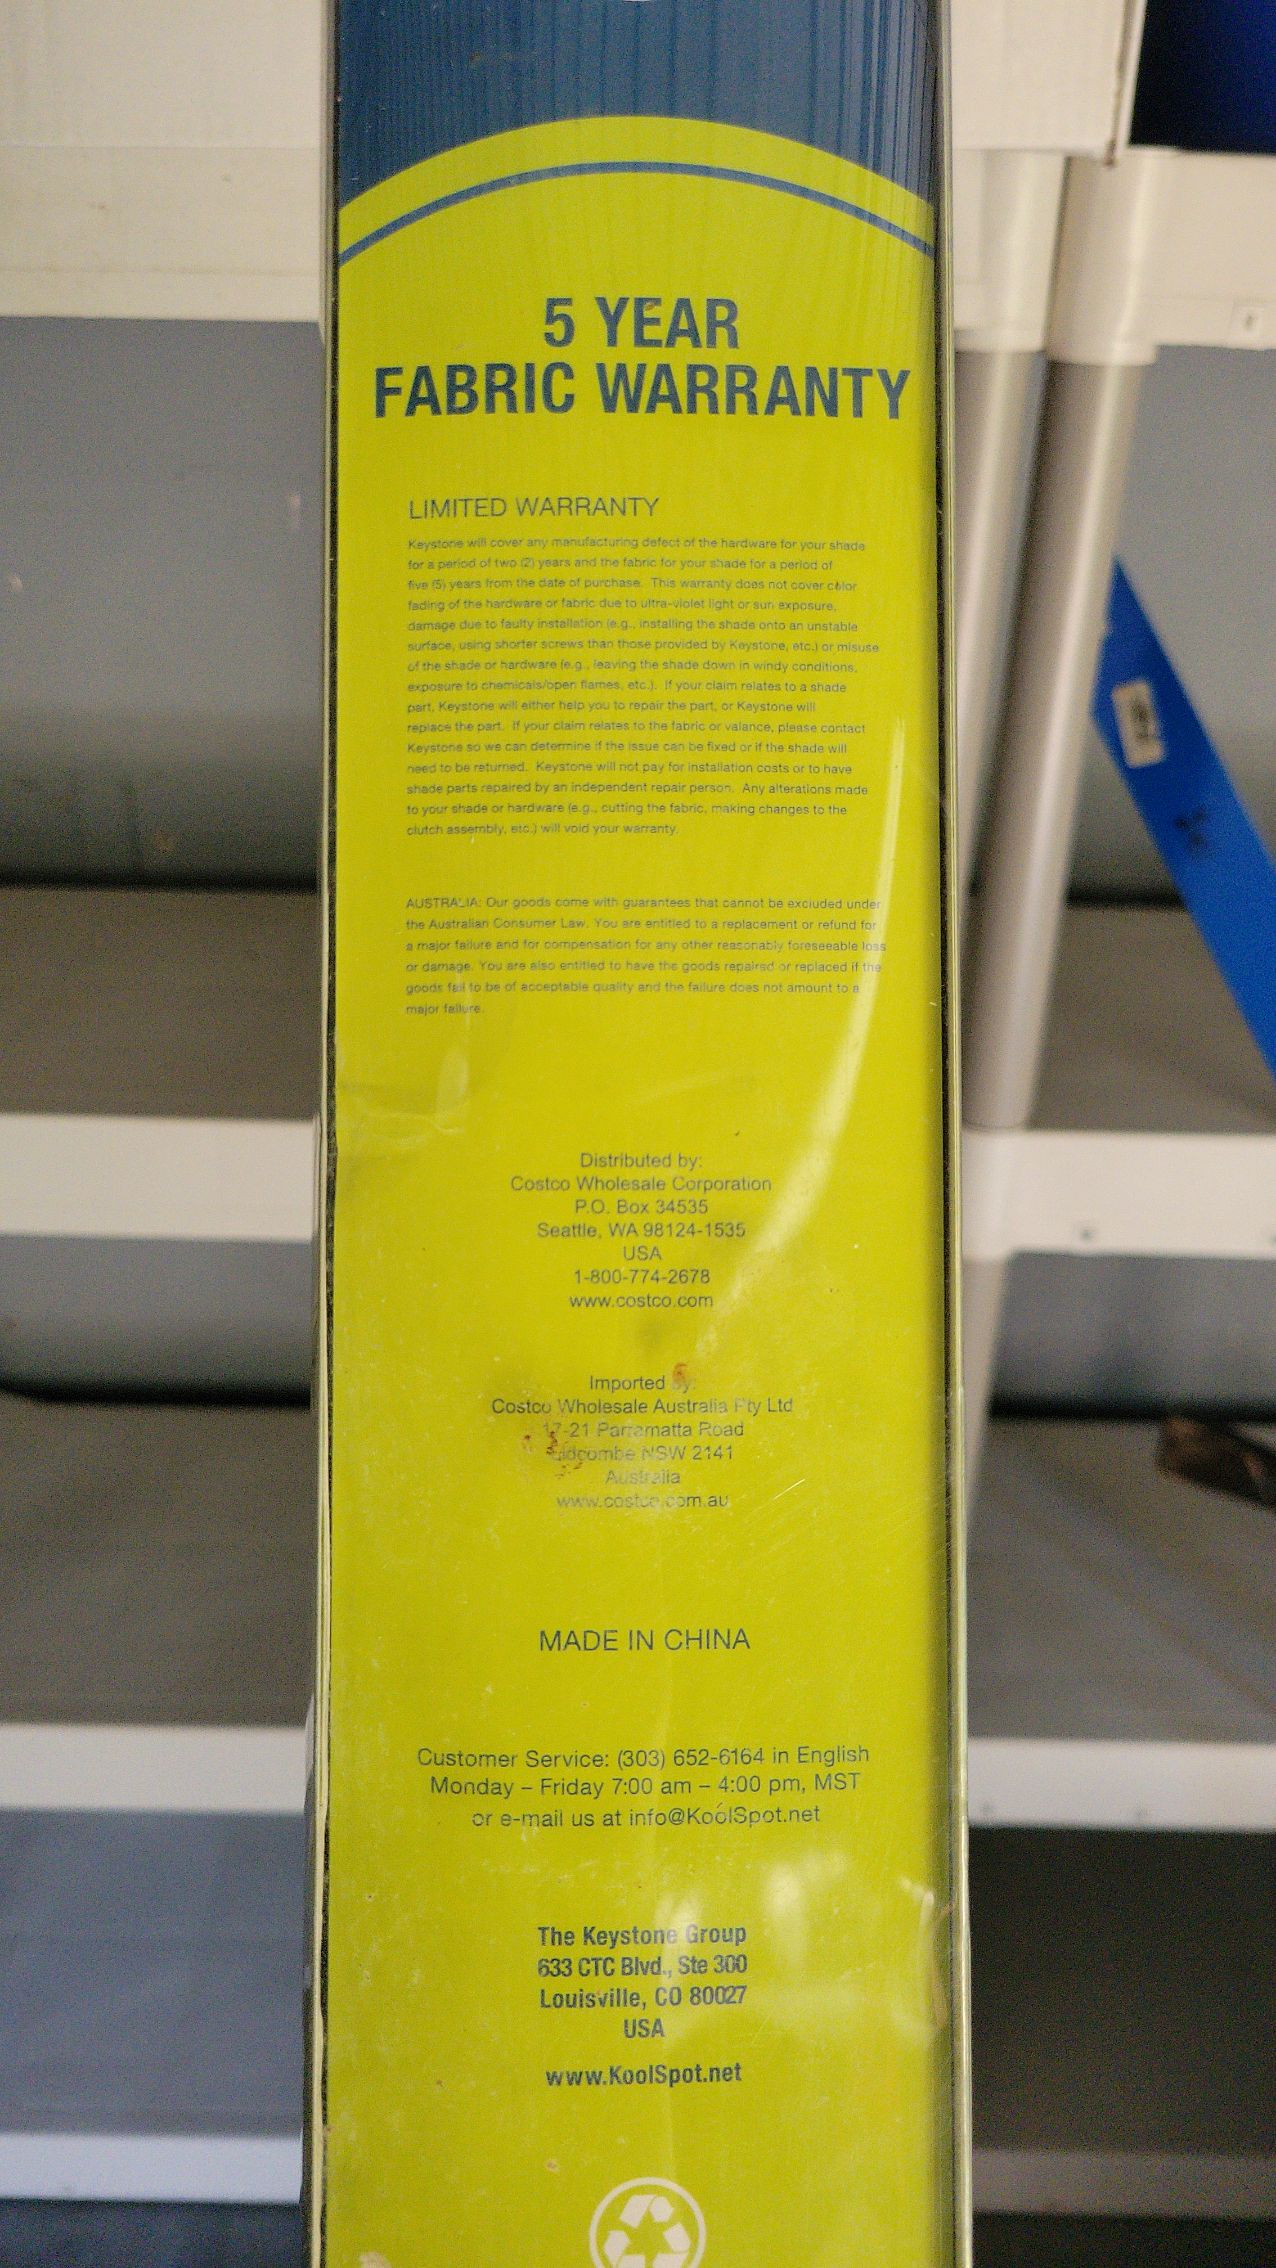 5 YEAR
FABRIC WARRANTY
LIMITED WARRANTY
Keystone will cover any manufacturing defect of the hardware for your shade
for a period of two (2) years and the fabric for your shade for a period of
five (5) years from the date of purchase. This warranty does not cover color
fading of the hardware or fabric due to ultra-violet light or sun exposure,
damage due to faulty installation (e.g., installing the shade onto an unstable
surface, using shorter screws than those provided by Keystone, etc.) or misuse
of the shade or hardware (e.g., leaving the shade down in windy conditions,
exposure to chemicals/open flames, etc.). If your claim relates to a shade
part, Keystone will either help you to repair the part, or Keystone will
replace the part. If your claim relates to the fabric or valance, please contact
Keystone so we can determine if the issue can be fixed or if the shade will
need to be returned. Keystone will not pay for installation costs or to have
shade parts repaired by an independent repair person. Any alterations made
to your shade or hardware (e.g., cutting the fabric, making changes to the
clutch assembly, etc.) will void your warranty.
AUSTRALIA: Our goods come with guarantees that cannot be excluded under
the Australian Consumer Law. You are entitled to a replacement or refund for
a major failure and for compensation for any other reasonably foreseeable loss
or damage. You are also entitled to have the goods repaired or replaced if the
goods fail to be of acceptable quality and the failure does not amount to a
major failure.
Distributed by:
Costco Wholesale Corporation
P.O. Box 34535
Seattle, WA 98124-1535
USA
1-800-774-2678
www.costco.com
Imported by:
Costco Wholesale Australia Pty Ltd
17-21 Parramatta Road
Lidcombe NSW 2141
Australia
www.costco.com.au
MADE IN CHINA
Customer Service: (303) 652-6164 in English
Monday – Friday 7:00 am – 4:00 pm, MST
or e-mail us at info@KoolSpot.net
The Keystone Group
633 CTC Blvd., Ste 300
Louisville, CO 80027
USA
www.KoolSpot.net